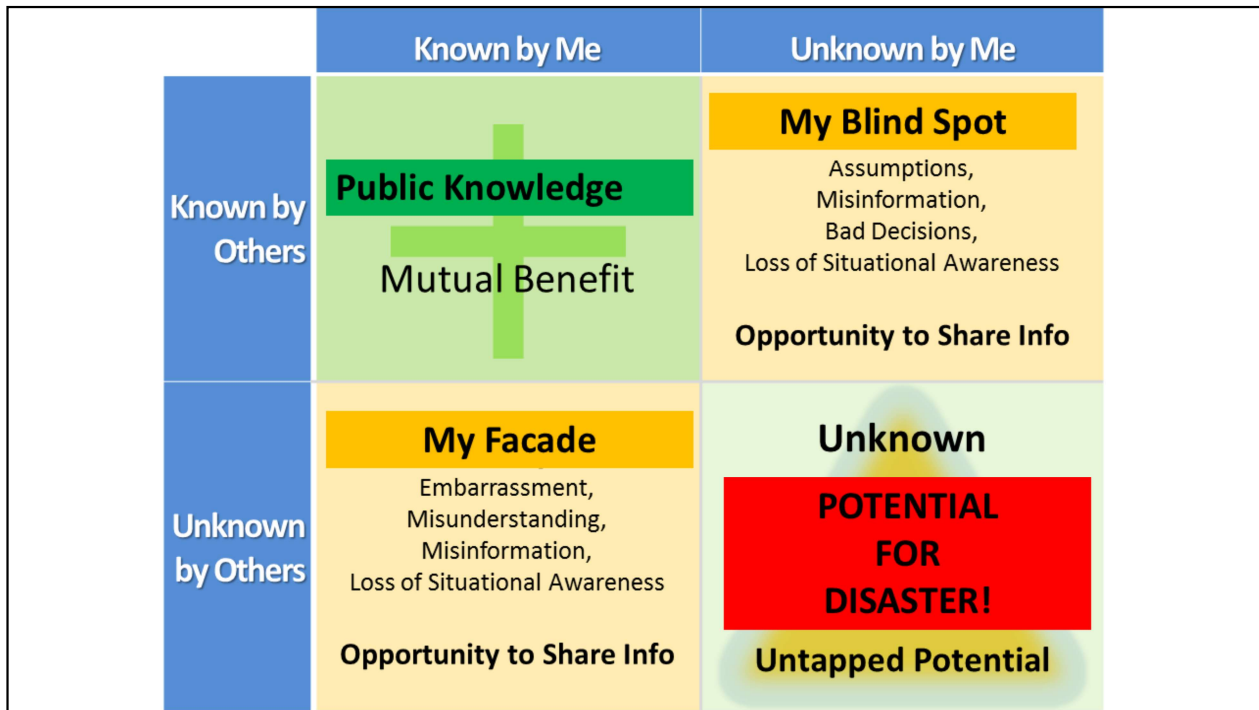 Known by Me
Unknown by Me
Known by
Others
Public Knowledge
Mutual Benefit
My Blind Spot
Assumptions,
Misinformation,
Bad Decisions,
Loss of Situational Awareness
Opportunity to Share Info
Unknown
by Others
My Facade
Embarrassment,
Misunderstanding,
Misinformation,
Loss of Situational Awareness
Opportunity to Share Info
Unknown
POTENTIAL
FOR
DISASTER!
Untapped Potential